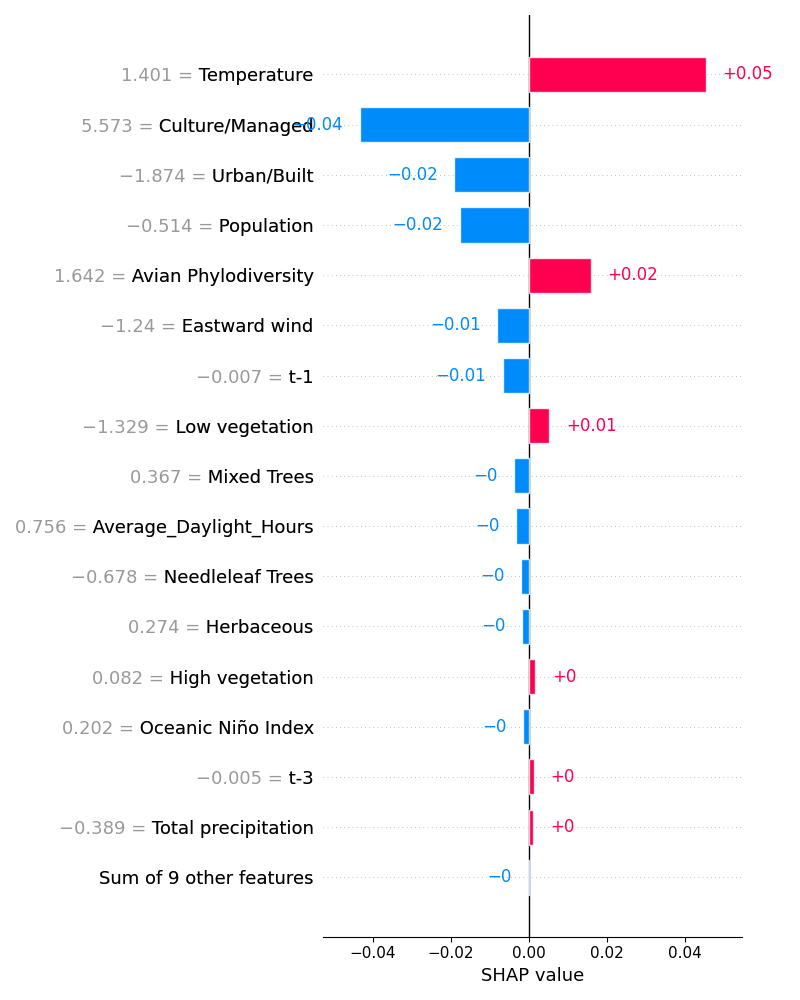 1.401 = Temperature +0.05
5.573 = Culture/Managed −0.04
−1.874 = Urban/Built −0.02
−0.514 = Population −0.02
1.642 = Avian Phylodiversity +0.02
−1.24 = Eastward wind −0.01
−0.007 = t-1 −0.01
−1.329 = Low vegetation +0.01
0.367 = Mixed Trees −0
0.756 = Average_Daylight_Hours −0
−0.678 = Needleleaf Trees −0
0.274 = Herbaceous −0
0.082 = High vegetation +0
0.202 = Oceanic Niño Index −0
−0.005 = t-3 +0
−0.389 = Total precipitation +0
Sum of 9 other features −0
−0.04 −0.02 0.00 0.02 0.04
SHAP value